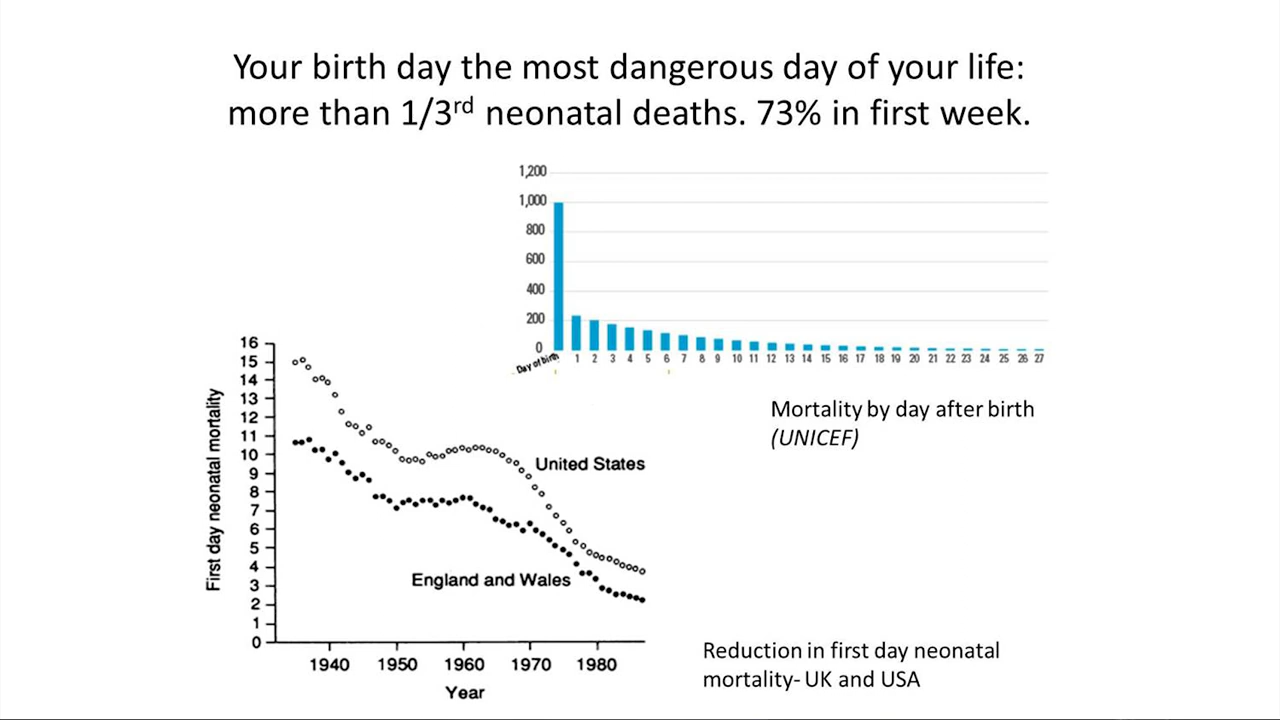 Your birth day the most dangerous day of your life:
more than 1/3rd neonatal deaths. 73% in first week.
1,200
1,000
800
600
400
200
0
Day of birth 1 2 3 4 5 6 7 8 9 10 11 12 13 14 15 16 17 18 19 20 21 22 23 24 25 26 27
Mortality by day after birth
(UNICEF)
First day neonatal mortality
16
15
14
13
12
11
10
9
8
7
6
5
4
3
2
1
0
United States
England and Wales
1940 1950 1960 1970 1980
Year
Reduction in first day neonatal
mortality- UK and USA